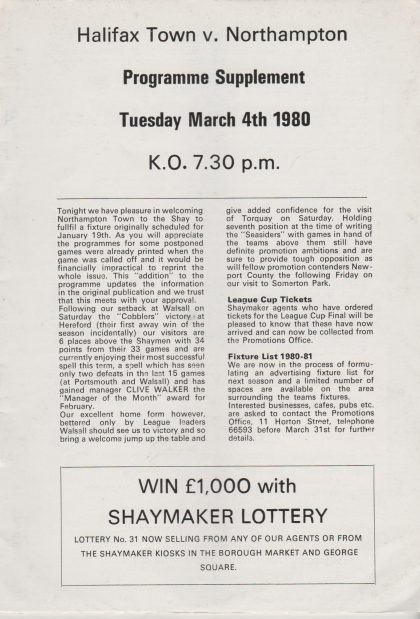 Halifax Town v. Northampton
Programme Supplement
Tuesday March 4th 1980
K.O. 7.30 p.m.
Tonight we have pleasure in welcoming
Northampton Town to the Shay to
fullfil a fixture originally scheduled for
January 19th. As you will appreciate
the programmes for some postponed
games were already printed when the
game was called off and it would be
financially impractical to reprint the
whole issue. This "addition" to the
programme updates the information
in the original publication and we trust
that this meets with your approval.
Following our setback at Walsall on
Saturday the "Cobblers" victory at
Hereford (their first away win of the
season incidentally) our visitors are
6 places above the Shaymen with 34
points from their 33 games and are
currently enjoying their most successful
spell this term, a spell which has seen
only two defeats in the last 15 games
(at Portsmouth and Walsall) and has
gained manager CLIVE WALKER the
"Manager of the Month" award for
February.
Our excellent home form however,
bettered only by League leaders
Walsall should see us to victory and so
bring a welcome jump up the table and
give added confidence for the visit
of Torquay on Saturday. Holding
seventh position at the time of writing
the "Seasiders" with games in hand of
the teams above them still have
definite promotion ambitions and are
sure to provide tough opposition as
will fellow promotion contenders New-
port County the following Friday on
our visit to Somerton Park.
League Cup Tickets
Shaymaker agents who have ordered
tickets for the League Cup Final will be
pleased to know that these have now
arrived and can now be collected from
the Promotions Office.
Fixture List 1980-81
We are now in the process of formu-
lating an advertising fixture list for
next season and a limited number of
spaces are available on the area
surrounding the teams fixtures.
Interested businesses, cafes, pubs etc.
are asked to contact the Promotions
Office, 11 Horton Street, telephone
66593 before March 31st for further
details.
WIN £1,000 with
SHAYMAKER LOTTERY
LOTTERY No. 31 NOW SELLING FROM ANY OF OUR AGENTS OR FROM
THE SHAYMAKER KIOSKS IN THE BOROUGH MARKET AND GEORGE
SQUARE.